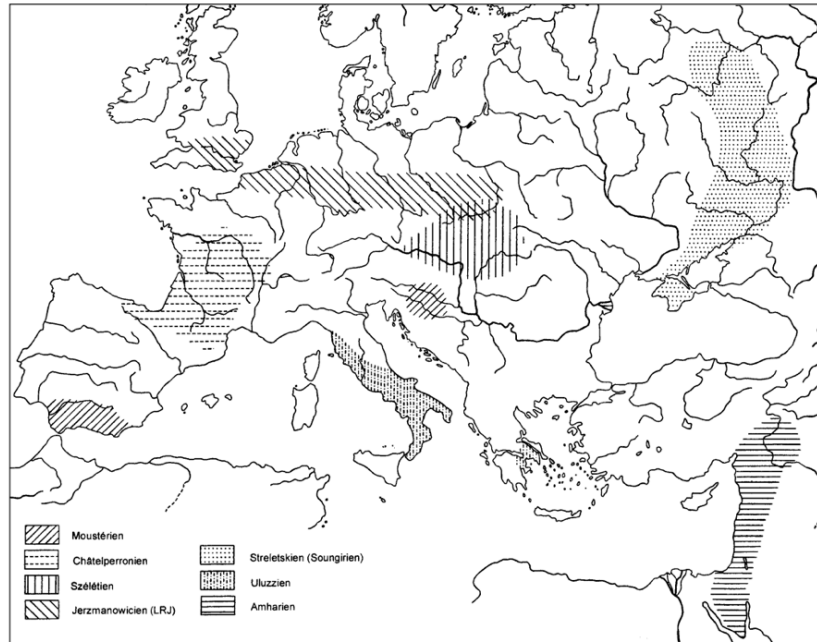 Moustérien
Châtelperronien
Szélétien
Jerzmanowicien (LRJ)
Streletskien (Soungirien)
Uluzzien
Amharien